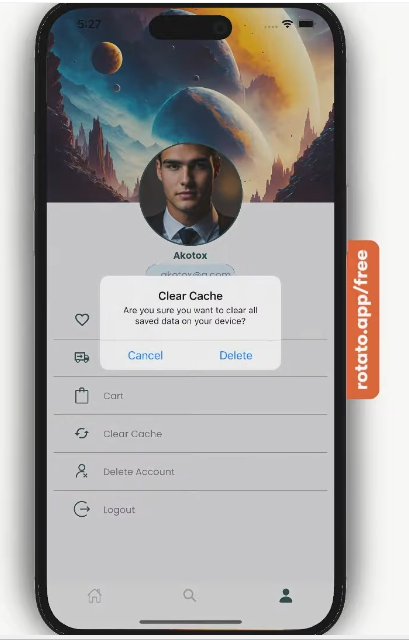 5:27
Akotox
akotox@g.com
Clear Cache
Are you sure you want to clear all
saved data on your device?
Cancel Delete
Cart
Clear Cache
Delete Account
Logout
rotato.app/free